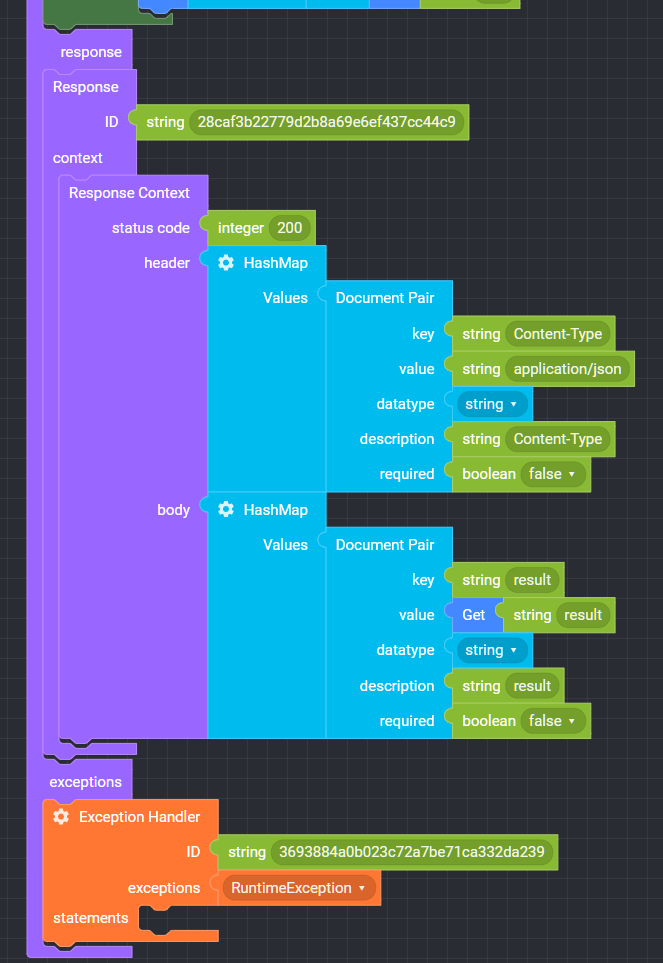 response
Response
ID string 28caf3b22779d2b8a69e6ef437cc44c9
context
Response Context
status code integer 200
header HashMap
Values Document Pair
key string Content-Type
value string application/json
datatype string
description string Content-Type
required boolean false
body HashMap
Values Document Pair
key string result
value Get string result
datatype string
description string result
required boolean false
exceptions
Exception Handler
ID string 3693884a0b023c72a7be71ca332da239
exceptions RuntimeException
statements